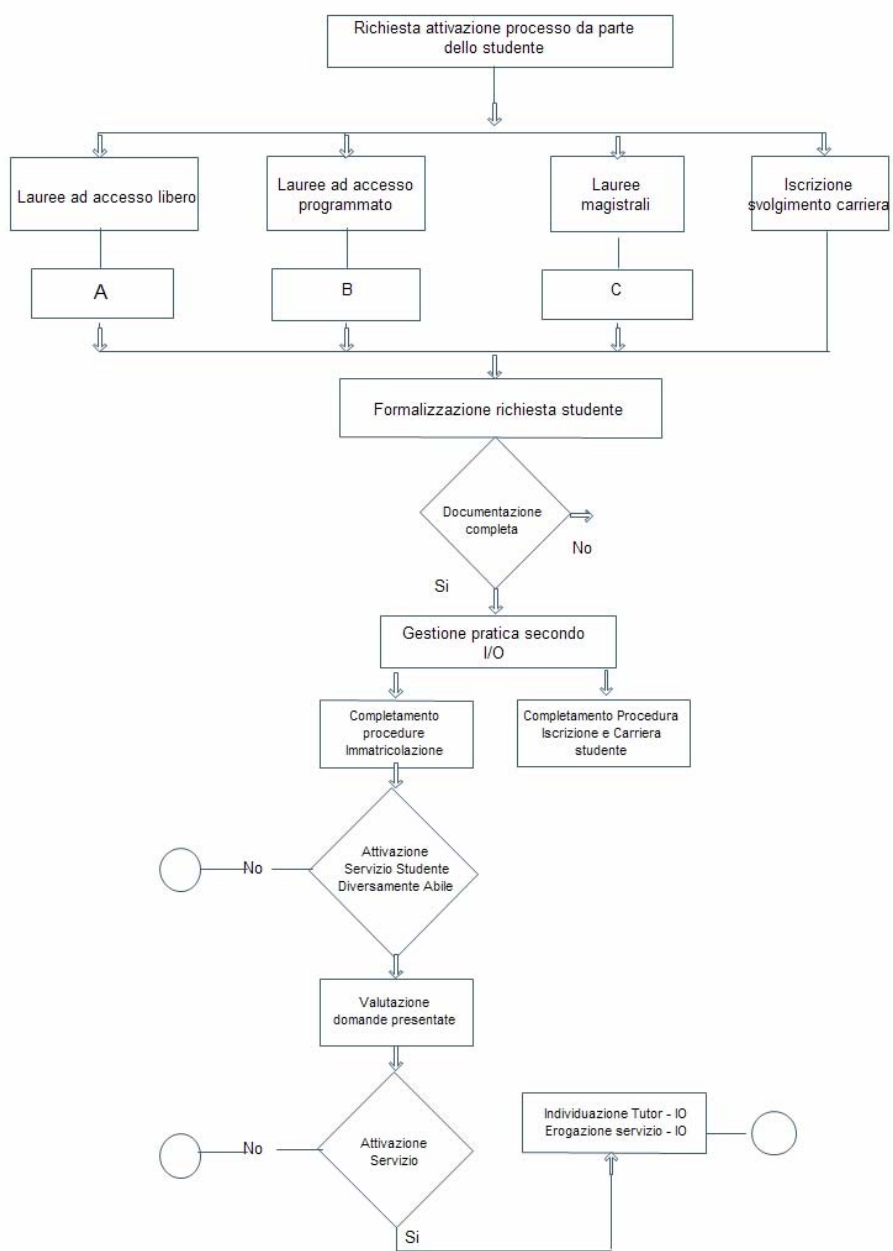 Richiesta attivazione processo da parte
dello studente
Lauree ad accesso libero
Lauree ad accesso
programmato
Lauree
magistrali
Iscrizione
svolgimento carriera
A
B
C
Formalizzazione richiesta studente
Documentazione
completa
No
Si
Gestione pratica secondo
I/O
Completamento
procedure
Immatricolazione
Completamento Procedura
Iscrizione e Carriera
studente
Attivazione
Servizio Studente
Diversamente Abile
No
Valutazione
domande presentate
Individuazione Tutor - IO
Erogazione servizio - IO
Attivazione
Servizio
No
Si